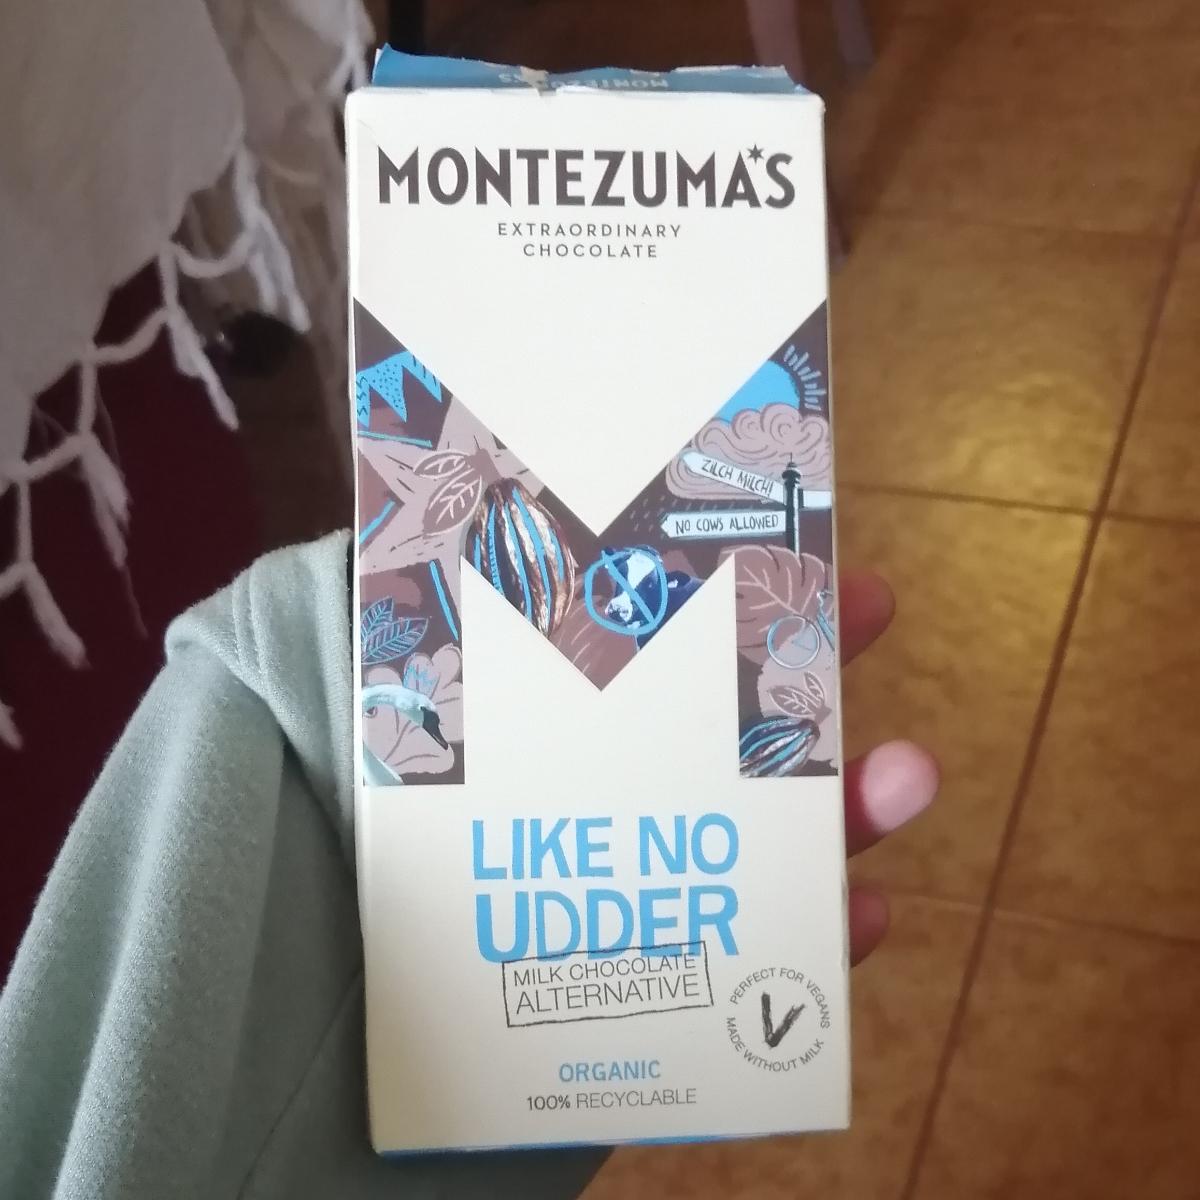 MONTEZUMAS
MONTEZUMA'S
EXTRAORDINARY
CHOCOLATE
ZILCH MILCH!
NO COWS ALLOWED
LIKE NO
UDDER
MILK CHOCOLATE
ALTERNATIVE
PERFECT FOR VEGANS
V
MADE WITHOUT MILK
ORGANIC
100% RECYCLABLE